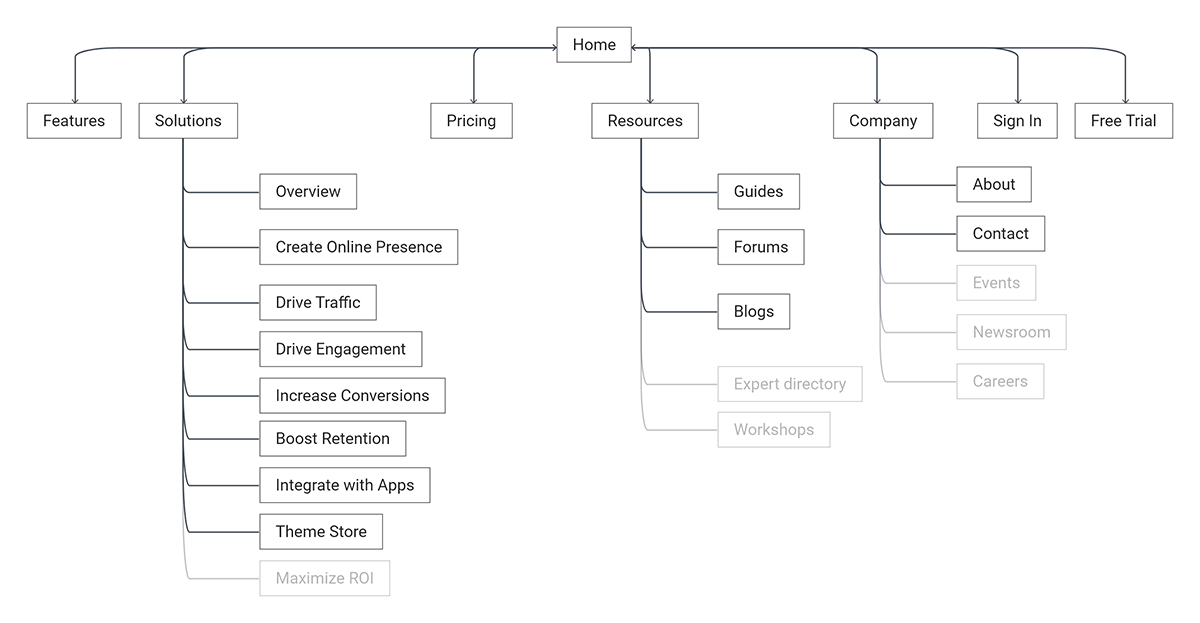 Home
Features
Solutions
Pricing
Resources
Company
Sign In
Free Trial
Overview
Create Online Presence
Drive Traffic
Drive Engagement
Increase Conversions
Boost Retention
Integrate with Apps
Theme Store
Maximize ROI
Guides
Forums
Blogs
Expert directory
Workshops
About
Contact
Events
Newsroom
Careers